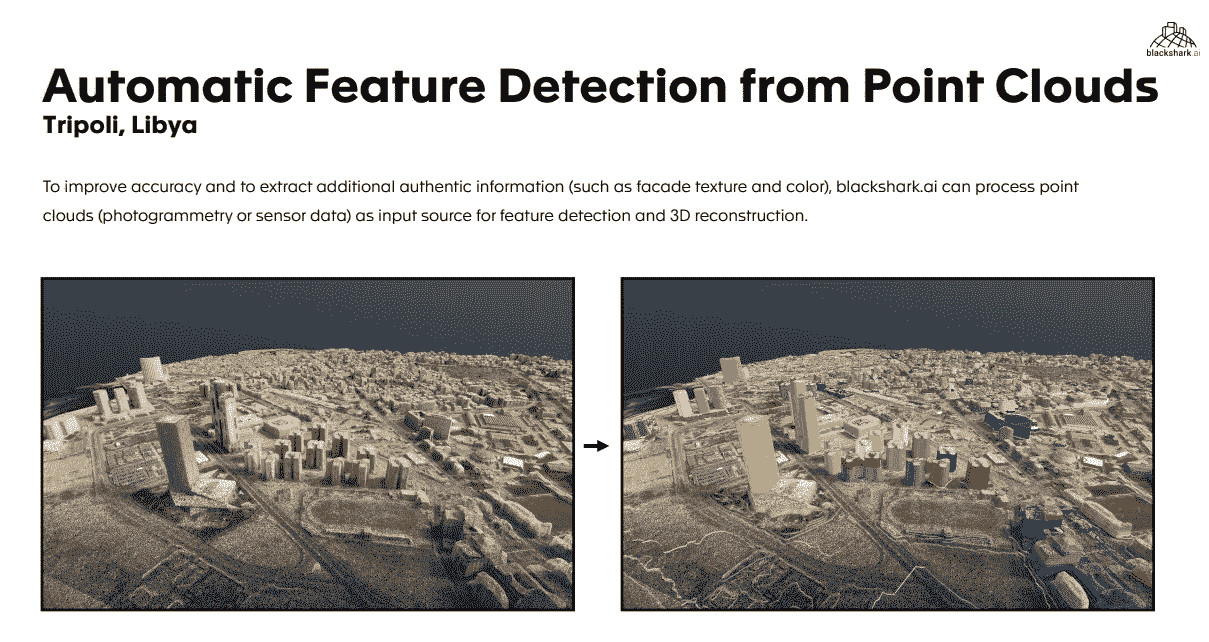 blackshark.ai
Automatic Feature Detection from Point Clouds
Tripoli, Libya
To improve accuracy and to extract additional authentic information (such as facade texture and color), blackshark.ai can process point
clouds (photogrammetry or sensor data) as input source for feature detection and 3D reconstruction.